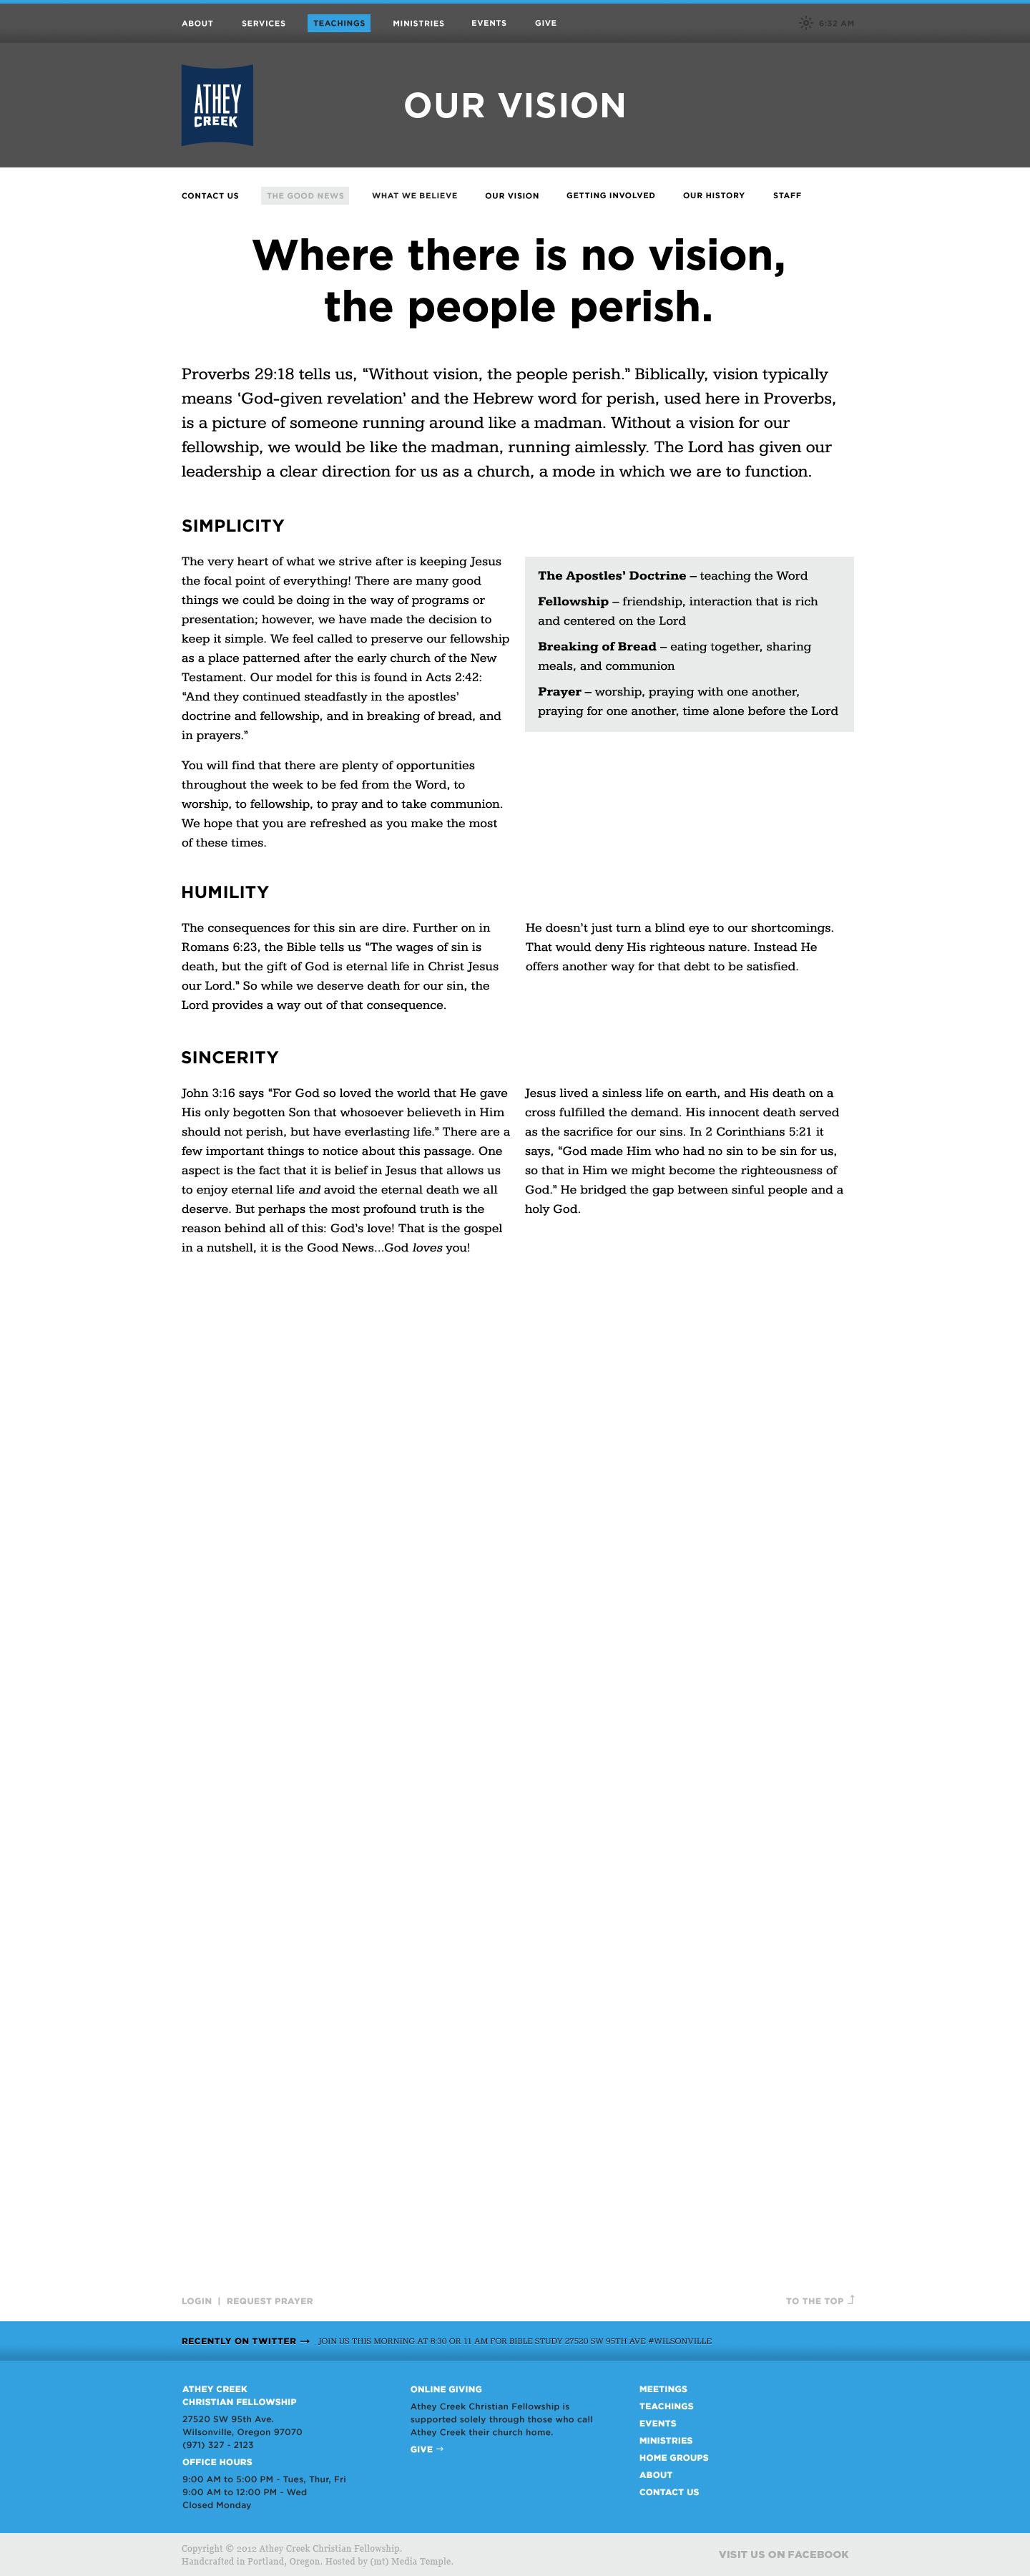 ABOUT SERVICES TEACHINGS MINISTRIES EVENTS GIVE 6:32 AM
ATHEY
CREEK
OUR VISION
CONTACT US THE GOOD NEWS WHAT WE BELIEVE OUR VISION GETTING INVOLVED OUR HISTORY STAFF
Where there is no vision,
the people perish.
Proverbs 29:18 tells us, “Without vision, the people perish.” Biblically, vision typically
means ‘God-given revelation’ and the Hebrew word for perish, used here in Proverbs,
is a picture of someone running around like a madman. Without a vision for our
fellowship, we would be like the madman, running aimlessly. The Lord has given our
leadership a clear direction for us as a church, a mode in which we are to function.
SIMPLICITY
The very heart of what we strive after is keeping Jesus
the focal point of everything! There are many good
things we could be doing in the way of programs or
presentation; however, we have made the decision to
keep it simple. We feel called to preserve our fellowship
as a place patterned after the early church of the New
Testament. Our model for this is found in Acts 2:42:
“And they continued steadfastly in the apostles’
doctrine and fellowship, and in breaking of bread, and
in prayers.”
You will find that there are plenty of opportunities
throughout the week to be fed from the Word, to
worship, to fellowship, to pray and to take communion.
We hope that you are refreshed as you make the most
of these times.
The Apostles’ Doctrine – teaching the Word
Fellowship – friendship, interaction that is rich
and centered on the Lord
Breaking of Bread – eating together, sharing
meals, and communion
Prayer – worship, praying with one another,
praying for one another, time alone before the Lord
HUMILITY
The consequences for this sin are dire. Further on in
Romans 6:23, the Bible tells us “The wages of sin is
death, but the gift of God is eternal life in Christ Jesus
our Lord.” So while we deserve death for our sin, the
Lord provides a way out of that consequence.
He doesn’t just turn a blind eye to our shortcomings.
That would deny His righteous nature. Instead He
offers another way for that debt to be satisfied.
SINCERITY
John 3:16 says “For God so loved the world that He gave
His only begotten Son that whosoever believeth in Him
should not perish, but have everlasting life.” There are a
few important things to notice about this passage. One
aspect is the fact that it is belief in Jesus that allows us
to enjoy eternal life and avoid the eternal death we all
deserve. But perhaps the most profound truth is the
reason behind all of this: God’s love! That is the gospel
in a nutshell, it is the Good News...God loves you!
Jesus lived a sinless life on earth, and His death on a
cross fulfilled the demand. His innocent death served
as the sacrifice for our sins. In 2 Corinthians 5:21 it
says, “God made Him who had no sin to be sin for us,
so that in Him we might become the righteousness of
God.” He bridged the gap between sinful people and a
holy God.
LOGIN | REQUEST PRAYER TO THE TOP ⤴
RECENTLY ON TWITTER → JOIN US THIS MORNING AT 8:30 OR 11 AM FOR BIBLE STUDY 27520 SW 95TH AVE #WILSONVILLE
ATHEY CREEK
CHRISTIAN FELLOWSHIP
27520 SW 95th Ave.
Wilsonville, Oregon 97070
(971) 327 - 2123
OFFICE HOURS
9:00 AM to 5:00 PM - Tues, Thur, Fri
9:00 AM to 12:00 PM - Wed
Closed Monday
ONLINE GIVING
Athey Creek Christian Fellowship is
supported solely through those who call
Athey Creek their church home.
GIVE →
MEETINGS
TEACHINGS
EVENTS
MINISTRIES
HOME GROUPS
ABOUT
CONTACT US
Copyright © 2012 Athey Creek Christian Fellowship.
Handcrafted in Portland, Oregon. Hosted by (mt) Media Temple.
VISIT US ON FACEBOOK